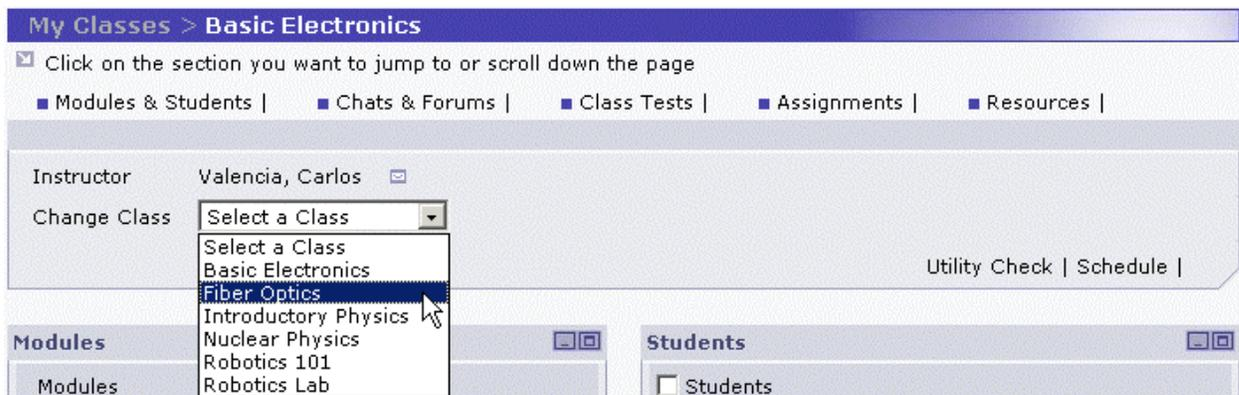 My Classes > Basic Electronics
Click on the section you want to jump to or scroll down the page
Modules & Students | Chats & Forums | Class Tests | Assignments | Resources |
Instructor Valencia, Carlos
Change Class Select a Class
Select a Class
Basic Electronics
Fiber Optics
Utility Check | Schedule |
Introductory Physics
Nuclear Physics
Robotics 101
Robotics Lab
Modules
Modules
Students
Students